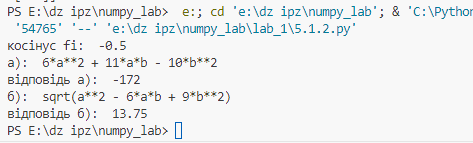 PS E:\dz ipz\numpy_lab>  e:; cd 'e:\dz ipz\numpy_lab'; & 'C:\Python
 '54765' '--' 'e:\dz ipz\numpy_lab\lab_1\5.1.2.py'
косінус fi:  -0.5
а):  6*a**2 + 11*a*b - 10*b**2
відповідь а):  -172
б):  sqrt(a**2 - 6*a*b + 9*b**2)
відповідь б):  13.75
PS E:\dz ipz\numpy_lab>